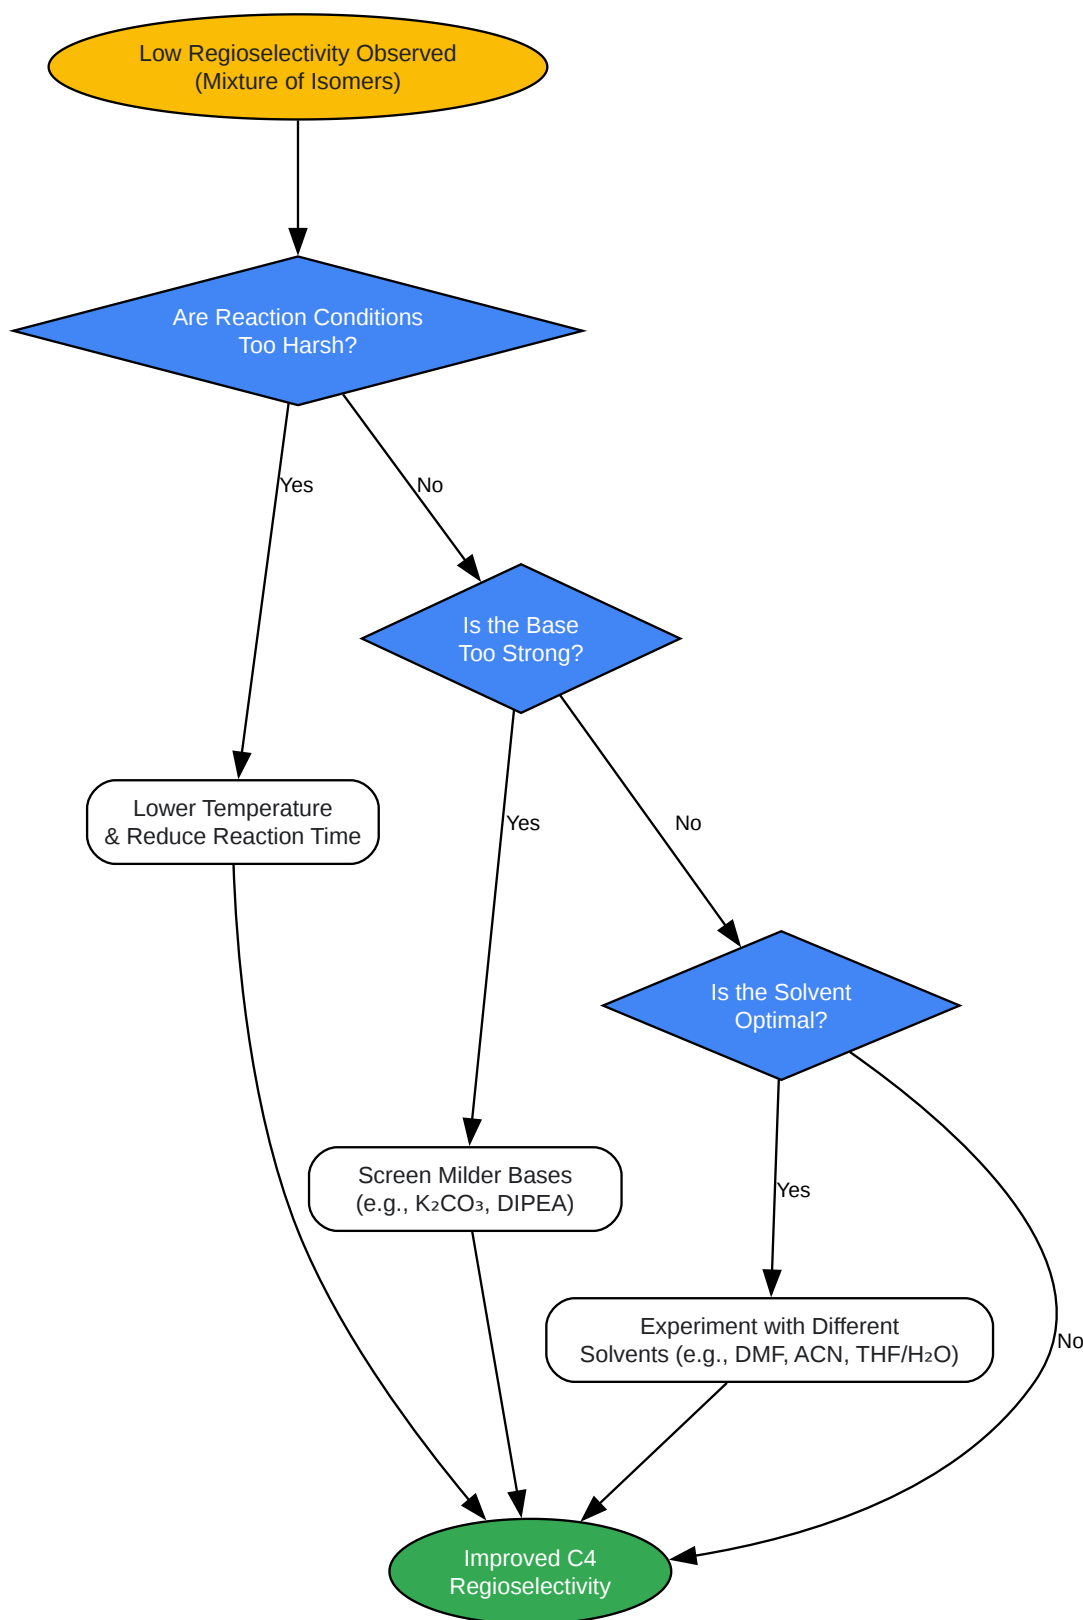 Low Regioselectivity Observed
(Mixture of Isomers)
Are Reaction Conditions
Too Harsh?
Yes
No
Is the Base
Too Strong?
Lower Temperature
& Reduce Reaction Time
Yes
No
Is the Solvent
Optimal?
Screen Milder Bases
(e.g., K₂CO₃, DIPEA)
Yes
Experiment with Different
Solvents (e.g., DMF, ACN, THF/H₂O)
No
Improved C4
Regioselectivity